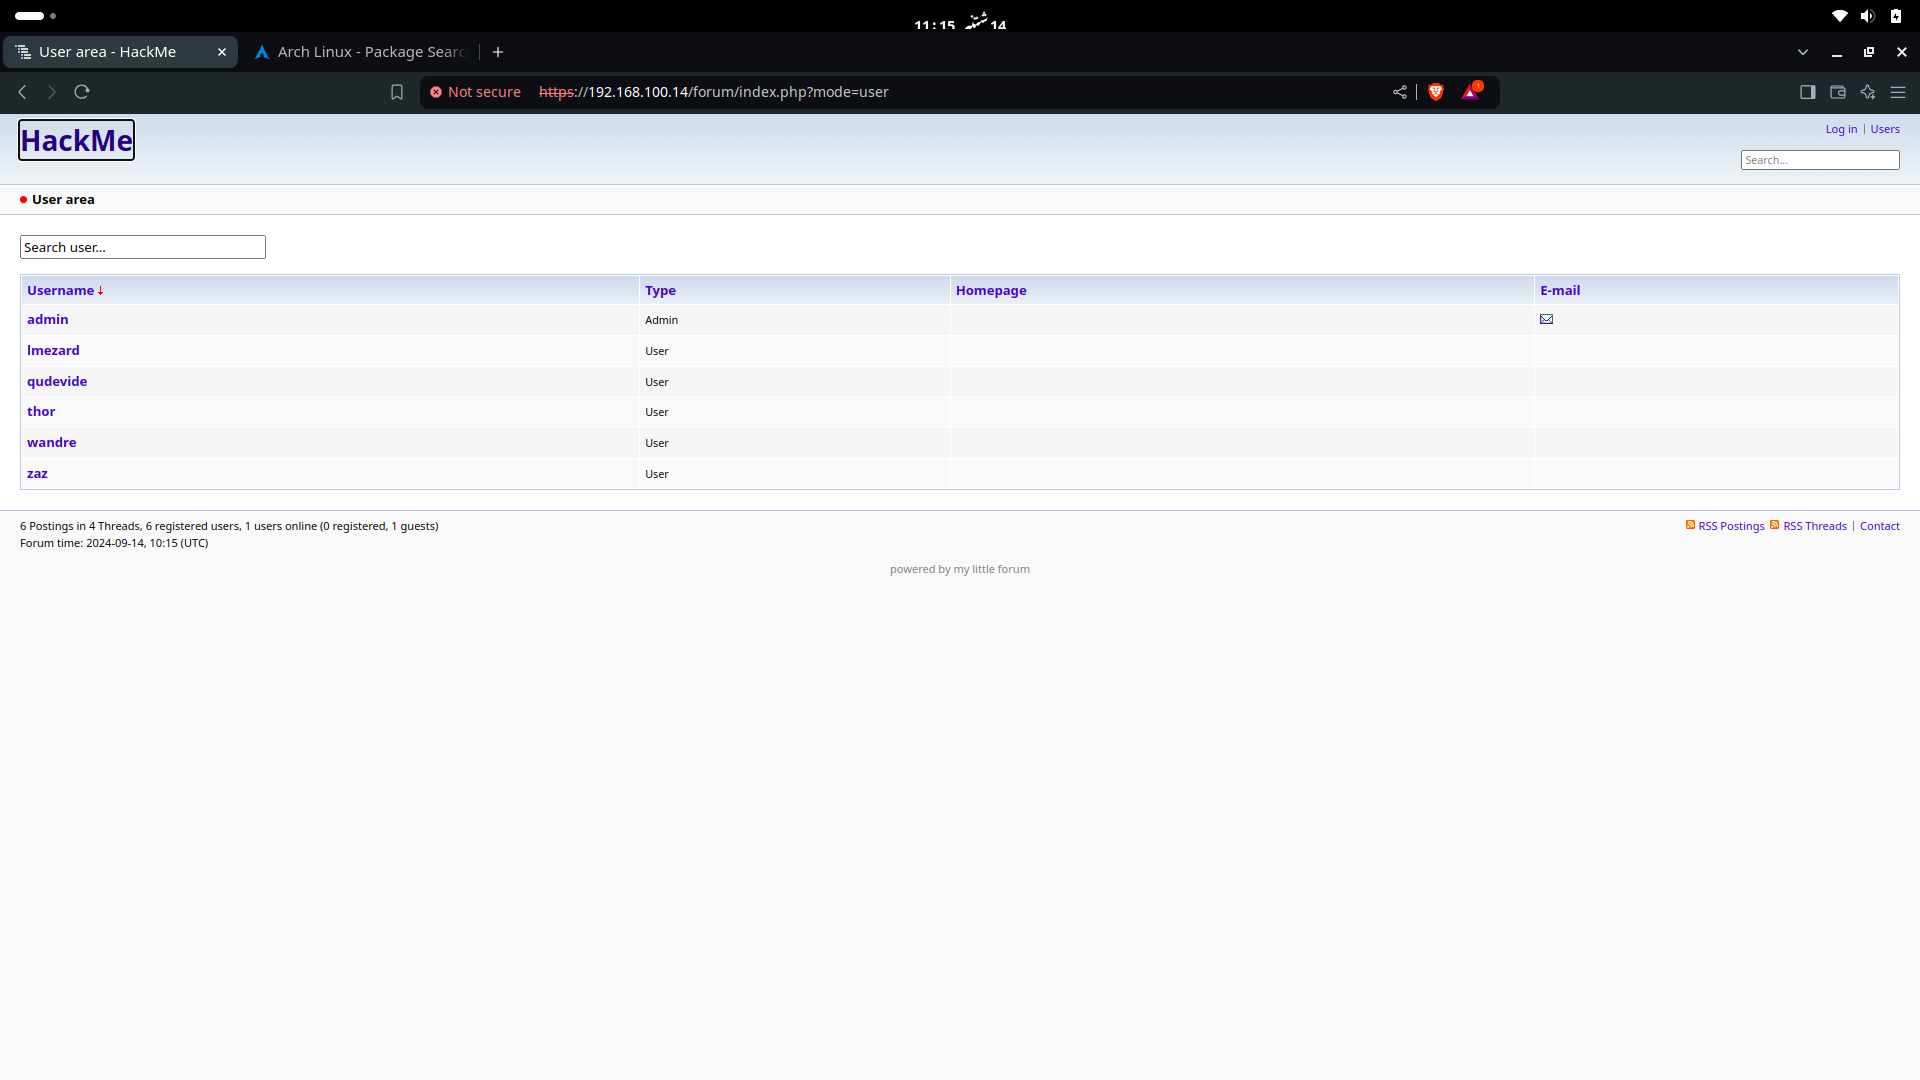 11:15 14
User area - HackMe
Arch Linux - Package Searc
Not secure https://192.168.100.14/forum/index.php?mode=user
HackMe
Log in | Users
Search...
User area
Search user...
Username Type Homepage E-mail
admin Admin
lmezard User
qudevide User
thor User
wandre User
zaz User
6 Postings in 4 Threads, 6 registered users, 1 users online (0 registered, 1 guests)
RSS Postings RSS Threads | Contact
Forum time: 2024-09-14, 10:15 (UTC)
powered by my little forum